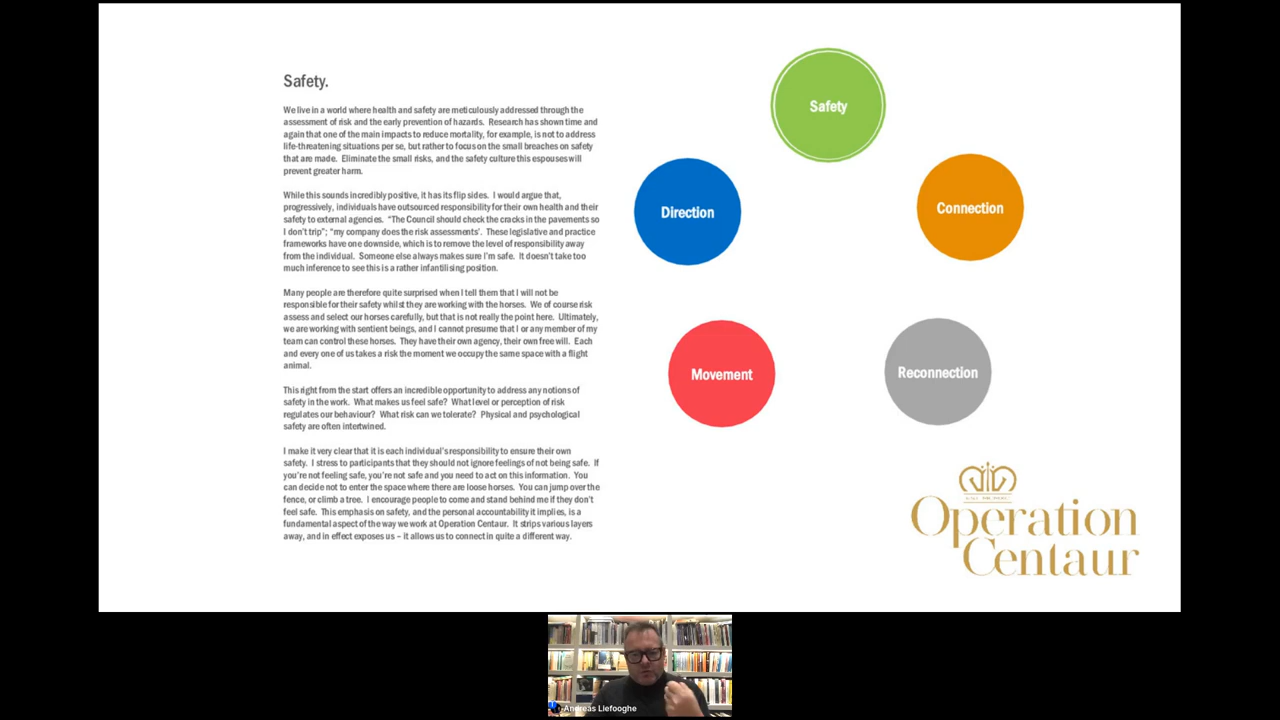 Safety.
We live in a world where health and safety are meticulously addressed through the
assessment of risk and the early prevention of hazards. Research has shown time and
again that one of the main impacts to reduce mortality, for example, is not to address
life-threatening situations per se, but rather to focus on the small breaches on safety
that are made. Eliminate the small risks, and the safety culture this espouses will
prevent greater harm.
While this sounds incredibly positive, it has its flip sides. I would argue that,
progressively, individuals have outsourced responsibility for their own health and their
safety to external agencies. “The Council should check the cracks in the pavements so
I don’t trip”; “my company does the risk assessments’. These legislative and practice
frameworks have one downside, which is to remove the level of responsibility away
from the individual. Someone else always makes sure I’m safe. It doesn’t take too
much inference to see this is a rather infantilising position.
Many people are therefore quite surprised when I tell them that I will not be
responsible for their safety whilst they are working with the horses. We of course risk
assess and select our horses carefully, but that is not really the point here. Ultimately,
we are working with sentient beings, and I cannot presume that I or any member of my
team can control these horses. They have their own agency, their own free will. Each
and every one of us takes a risk the moment we occupy the same space with a flight
animal.
This right from the start offers an incredible opportunity to address any notions of
safety in the work. What makes us feel safe? What level or perception of risk
regulates our behaviour? What risk can we tolerate? Physical and psychological
safety are often intertwined.
I make it very clear that it is each individual’s responsibility to ensure their own
safety. I stress to participants that they should not ignore feelings of not being safe. If
you’re not feeling safe, you’re not safe and you need to act on this information. You
can decide not to enter the space where there are loose horses. You can jump over the
fence, or climb a tree. I encourage people to come and stand behind me if they don’t
feel safe. This emphasis on safety, and the personal accountability it implies, is a
fundamental aspect of the way we work at Operation Centaur. It strips various layers
away, and in effect exposes us – it allows us to connect in quite a different way.
Safety
Direction
Connection
Movement
Reconnection
Operation
Centaur
Andreas Liefooghe